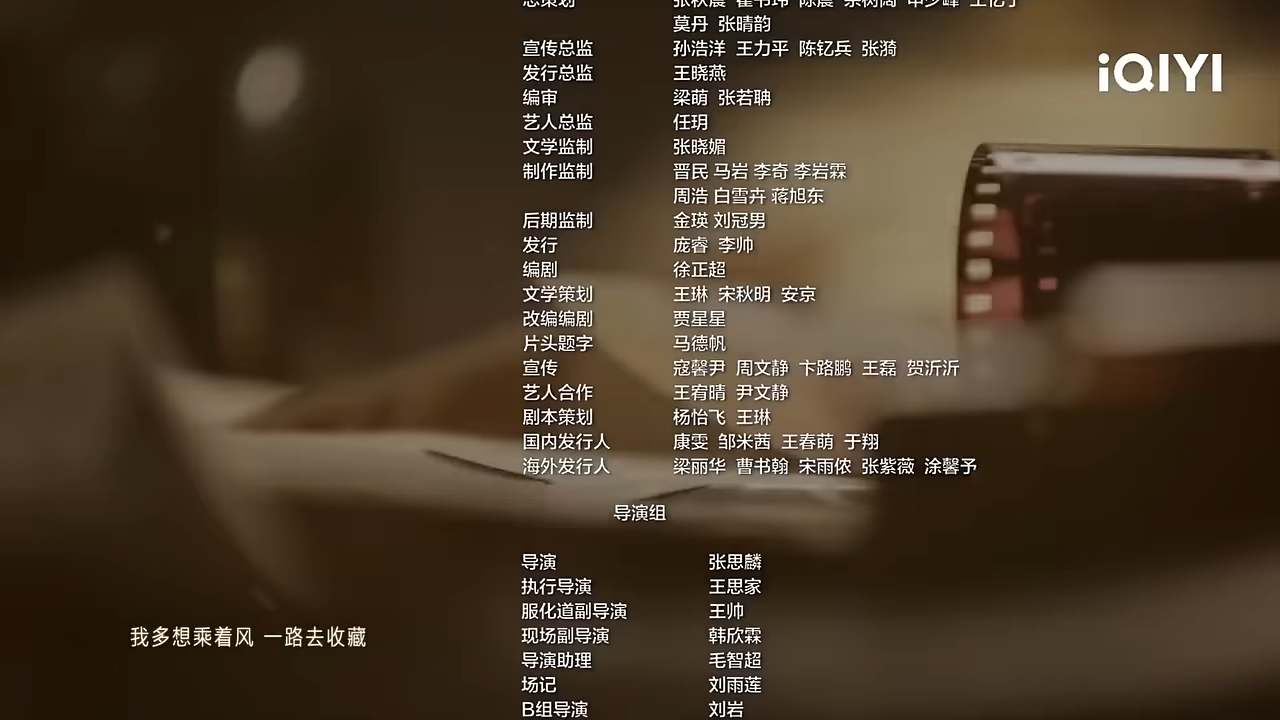 莫丹 张晴韵
宣传总监 孙浩洋 王力平 陈钇兵 张漪
iQIYI
发行总监 王晓燕
编审 梁萌 张若聃
艺人总监 任玥
文学监制 张晓媚
制作监制 晋民 马岩 李奇 李岩霖
周浩 白雪卉 蒋旭东
后期监制 金瑛 刘冠男
发行 庞睿 李帅
编剧 徐正超
文学策划 王琳 宋秋明 安京
改编编剧 贾星星
片头题字 马德帆
宣传 寇馨尹 周文静 卞路鹏 王磊 贺沂沂
艺人合作 王宥晴 尹文静
剧本策划 杨怡飞 王琳
国内发行人 康雯 邹米茜 王春萌 于翔
海外发行人 梁丽华 曹书翰 宋雨侬 张紫薇 涂馨予
导演组
导演 张思麟
执行导演 王思家
服化道副导演 王帅
现场副导演 韩欣霖
我多想乘着风 一路去收藏
导演助理 毛智超
场记 刘雨莲
B组导演 刘岩